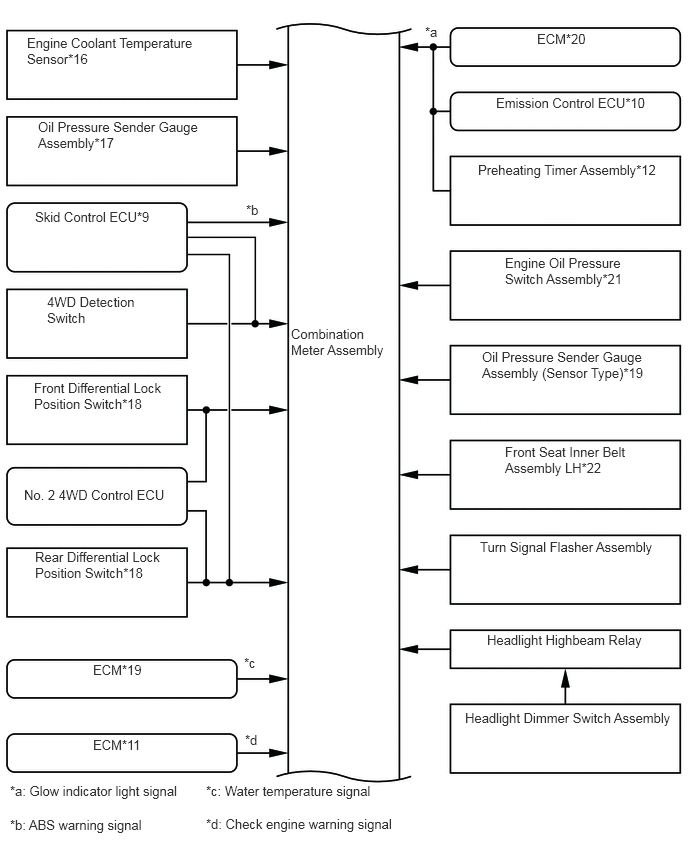 Engine Coolant Temperature
Sensor*16
Oil Pressure Sender Gauge
Assembly*17
Skid Control ECU*9
*b
4WD Detection
Switch
Front Differential Lock
Position Switch*18
No. 2 4WD Control ECU
Rear Differential Lock
Position Switch*18
ECM*19
*c
ECM*11
*d
Combination
Meter Assembly
*a
ECM*20
Emission Control ECU*10
Preheating Timer Assembly*12
Engine Oil Pressure
Switch Assembly*21
Oil Pressure Sender Gauge
Assembly (Sensor Type)*19
Front Seat Inner Belt
Assembly LH*22
Turn Signal Flasher Assembly
Headlight Highbeam Relay
Headlight Dimmer Switch Assembly
*a: Glow indicator light signal
*c: Water temperature signal
*b: ABS warning signal
*d: Check engine warning signal